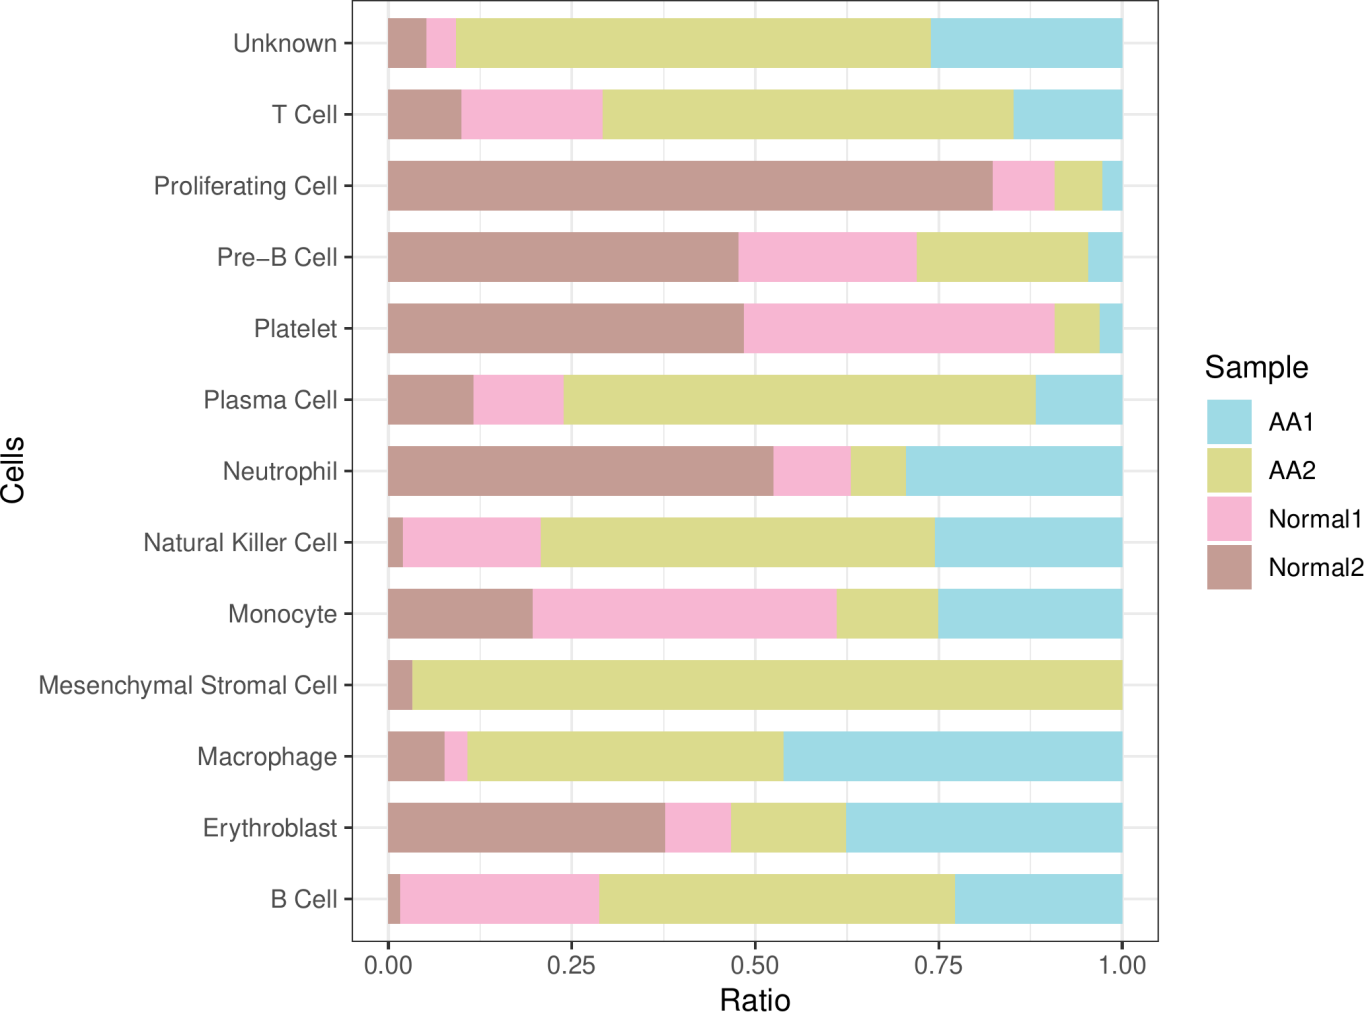 Unknown
T Cell
Proliferating Cell
Pre−B Cell
Platelet
Plasma Cell
Neutrophil
Natural Killer Cell
Monocyte
Mesenchymal Stromal Cell
Macrophage
Erythroblast
B Cell
Cells
0.00 0.25 0.50 0.75 1.00
Ratio
Sample
AA1
AA2
Normal1
Normal2